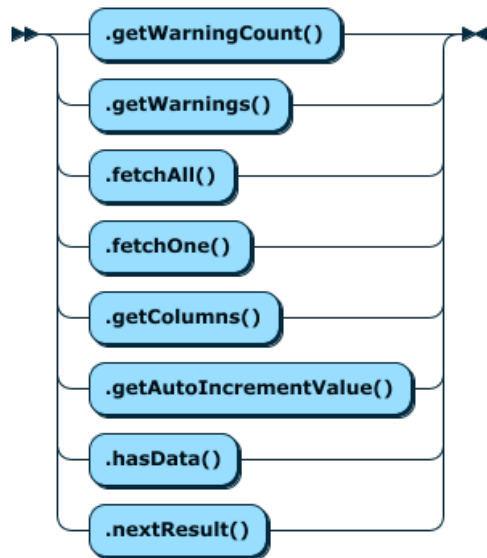 .getWarningCount()
.getWarnings()
.fetchAll()
.fetchOne()
.getColumns()
.getAutoIncrementValue()
.hasData()
.nextResult()